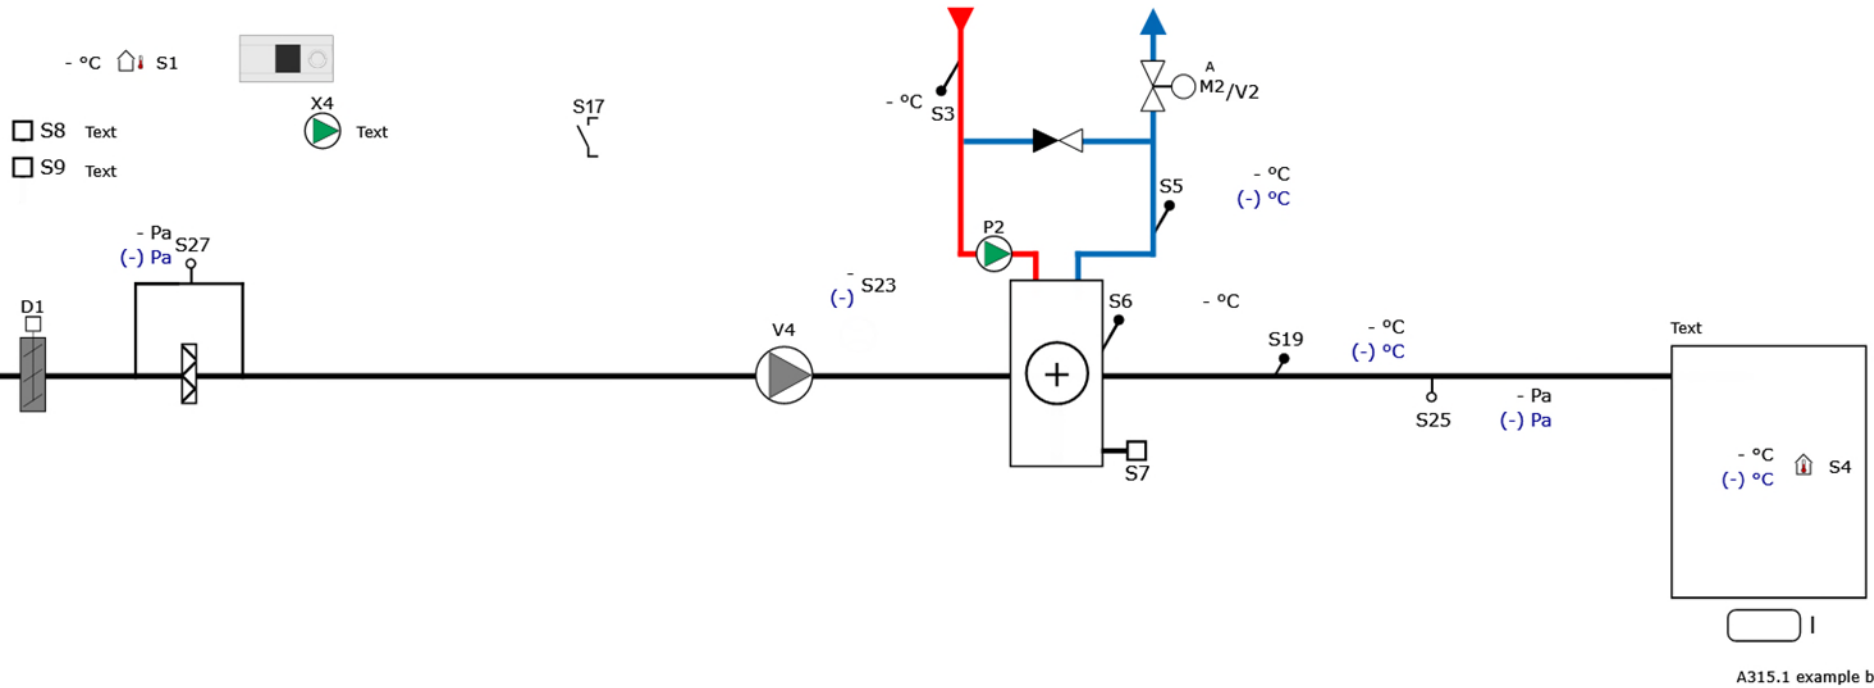 - °C S1
X4
S17
S8 Text
Text
S9 Text
- °C
S3
A
M2/V2
S5
- °C
(-) °C
P2
- Pa
(-) Pa
S27
D1
V4
-
(-)
S23
S6
- °C
S19
- °C
(-) °C
S25
- Pa
(-) Pa
S7
Text
- °C
(-) °C
S4
I
A315.1 example b